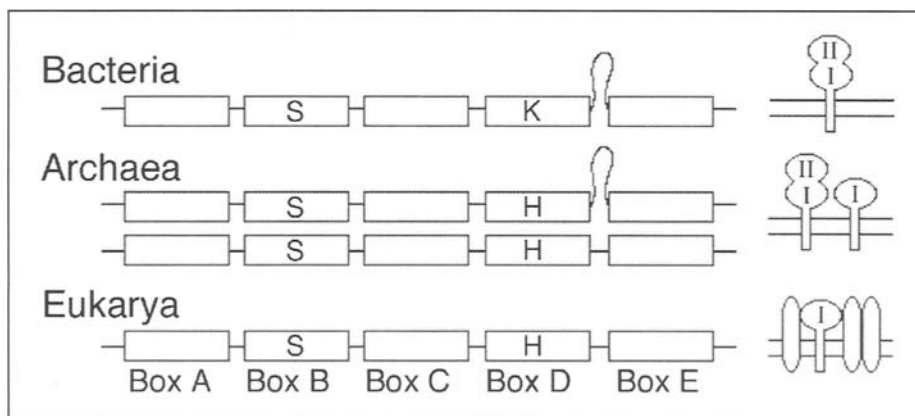 Bacteria
S K
II
I
Archaea
S H
II
I I
S H
Eukarya
S H
I
Box A Box B Box C Box D Box E